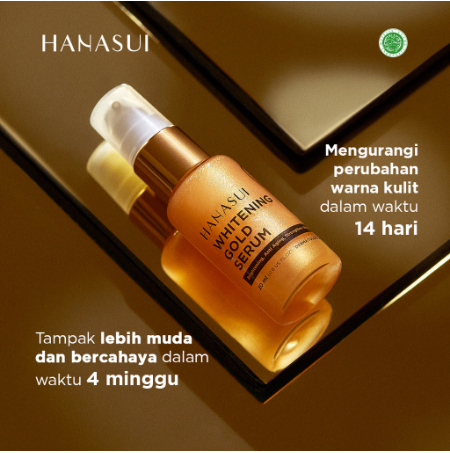 HANASUI
Mengurangi
perubahan
warna kulit
dalam waktu
14 hari
HANASUI
WHITENING
GOLD
SERUM
Tampak lebih muda
dan bercahaya dalam
waktu 4 minggu